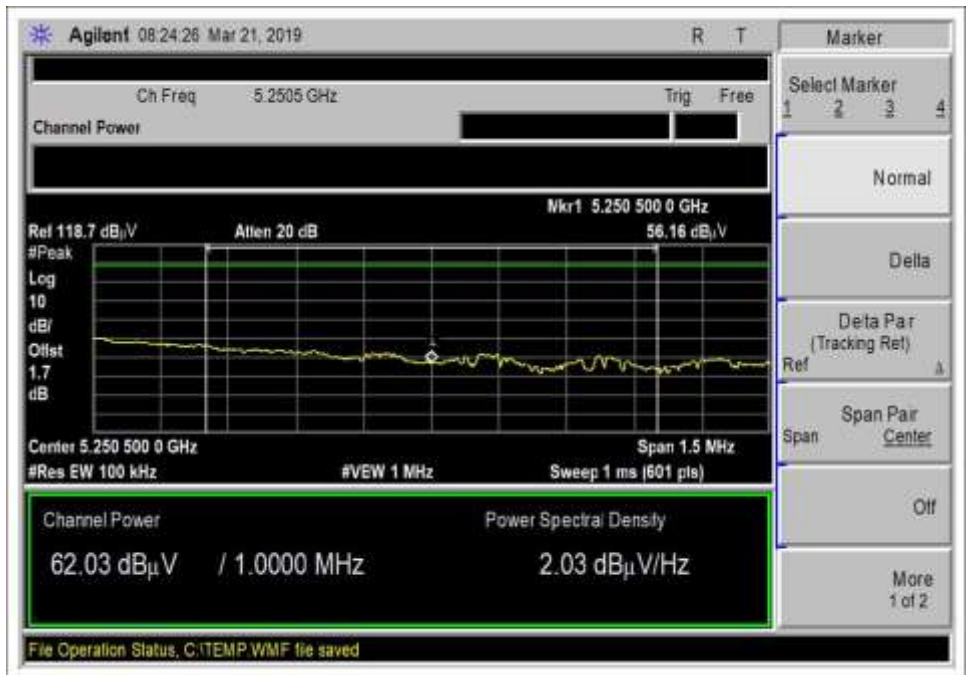 Agilent 08:24:26 Mar 21, 2019 R T
Marker
Ch Freq 5.2505 GHz Trig Free
Channel Power
Select Marker
1 2 3 4
Normal
Delta
Delta Pair
(Tracking Ref)
Ref Δ
Span Pair
Span Center
Off
More
1 of 2
Mkr1 5.250 500 0 GHz
Ref 118.7 dBμV Atten 20 dB 56.16 dBμV
#Peak
Log
10
dB/
Offst
1.7
dB
1
Center 5.250 500 0 GHz Span 1.5 MHz
#Res BW 100 kHz #VBW 1 MHz Sweep 1 ms (601 pts)
Channel Power Power Spectral Density
62.03 dBμV / 1.0000 MHz 2.03 dBμV/Hz
File Operation Status, C:\TEMP.WMF file saved